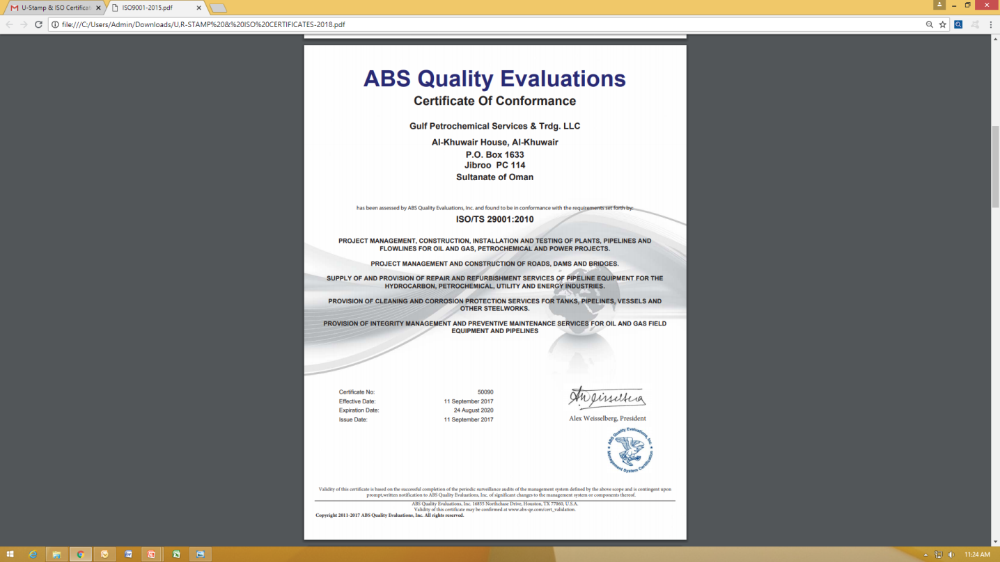 U-Stamp & ISO Certificat
ISO9001-2015.pdf
file:///C:/Users/Admin/Downloads/U,R-STAMP%20&%20ISO%20CERTIFICATES-2018.pdf
ABS Quality Evaluations
Certificate Of Conformance
Gulf Petrochemical Services & Trdg. LLC
Al-Khuwair House, Al-Khuwair
P.O. Box 1633
Jibroo PC 114
Sultanate of Oman
has been assessed by ABS Quality Evaluations, Inc. and found to be in conformance with the requirements set forth by:
ISO/TS 29001:2010
PROJECT MANAGEMENT, CONSTRUCTION, INSTALLATION AND TESTING OF PLANTS, PIPELINES AND
FLOWLINES FOR OIL AND GAS, PETROCHEMICAL AND POWER PROJECTS.
PROJECT MANAGEMENT AND CONSTRUCTION OF ROADS, DAMS AND BRIDGES.
SUPPLY OF AND PROVISION OF REPAIR AND REFURBISHMENT SERVICES OF PIPELINE EQUIPMENT FOR THE
HYDROCARBON, PETROCHEMICAL, UTILITY AND ENERGY INDUSTRIES.
PROVISION OF CLEANING AND CORROSION PROTECTION SERVICES FOR TANKS, PIPELINES, VESSELS AND
OTHER STEELWORKS.
PROVISION OF INTEGRITY MANAGEMENT AND PREVENTIVE MAINTENANCE SERVICES FOR OIL AND GAS FIELD
EQUIPMENT AND PIPELINES
Certificate No: 50090
Effective Date: 11 September 2017
Expiration Date: 24 August 2020
Issue Date: 11 September 2017
Alex Weisselberg, President
ABS Quality Evaluations, Inc.
Management System Certification
Validity of this certificate is based on the successful completion of the periodic surveillance audits of the management system defined by the above scope and is contingent upon
prompt,written notification to ABS Quality Evaluations, Inc. of significant changes to the management system or components thereof.
ABS Quality Evaluations, Inc. 16855 Northchase Drive, Houston, TX 77060, U.S.A.
Validity of this certificate may be confirmed at www.abs-qe.com/cert_validation.
Copyright 2011-2017 ABS Quality Evaluations, Inc. All rights reserved.
11:24 AM